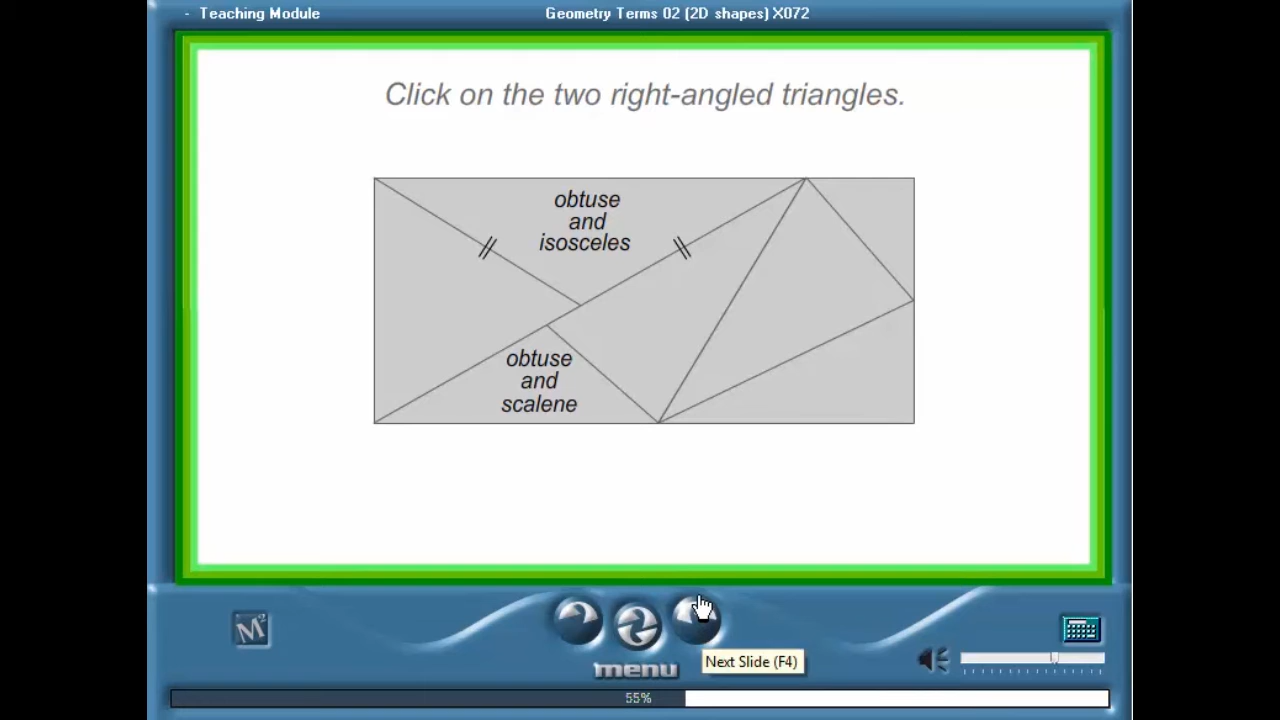 - Teaching Module
Geometry Terms 02 (2D shapes) X072
Click on the two right-angled triangles.
obtuse
and
isosceles
obtuse
and
scalene
M²
menu
Next Slide (F4)
55%